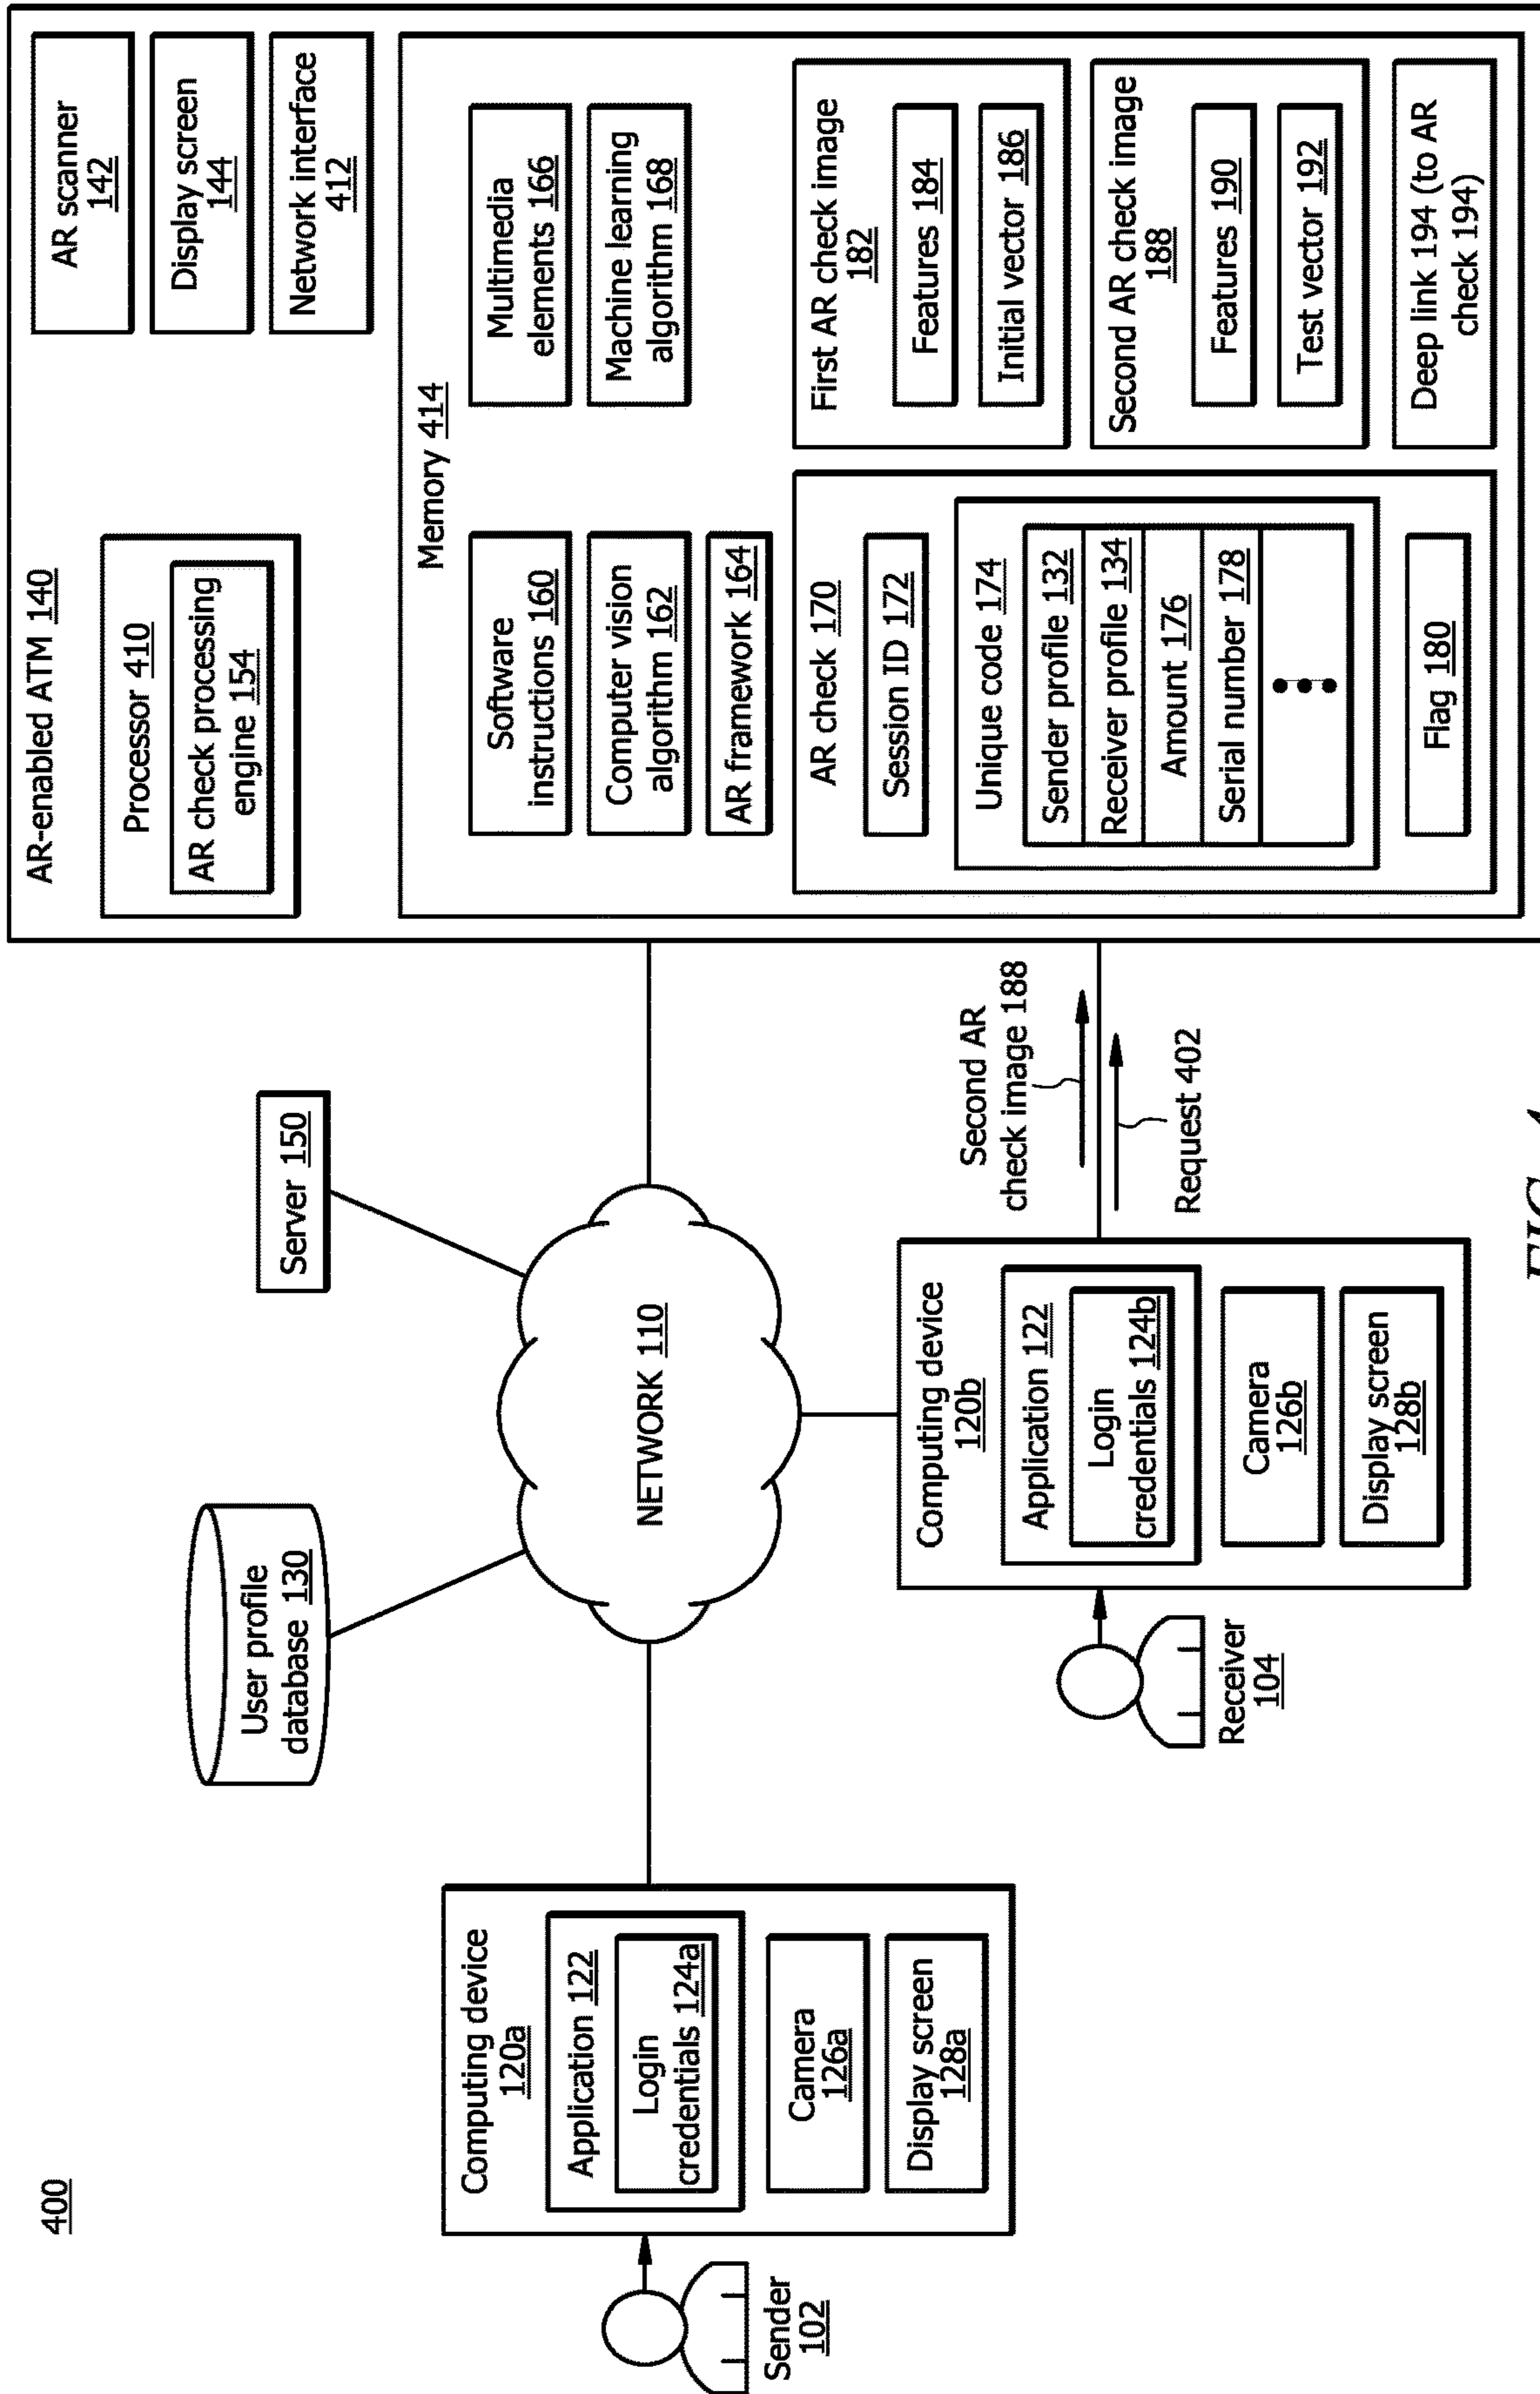 400
Sender
102
Computing device
120a
Application 122
Login
credentials 124a
Camera
126a
Display screen
128a
User profile
database 130
Server 150
NETWORK 110
Receiver
104
Computing device
120b
Application 122
Login
credentials 124b
Camera
126b
Display screen
128b
Second AR
check image 188
Request 402
AR-enabled ATM 140
Processor 410
AR check processing
engine 154
AR scanner
142
Display screen
144
Network interface
412
Memory 414
Software
instructions 160
Computer vision
algorithm 162
AR framework 164
Multimedia
elements 166
Machine learning
algorithm 168
AR check 170
Session ID 172
Unique code 174
Sender profile 132
Receiver profile 134
Amount 176
Serial number 178
Flag 180
First AR check image
182
Features 184
Initial vector 186
Second AR check image
188
Features 190
Test vector 192
Deep link 194 (to AR
check 194)
FIG. 4